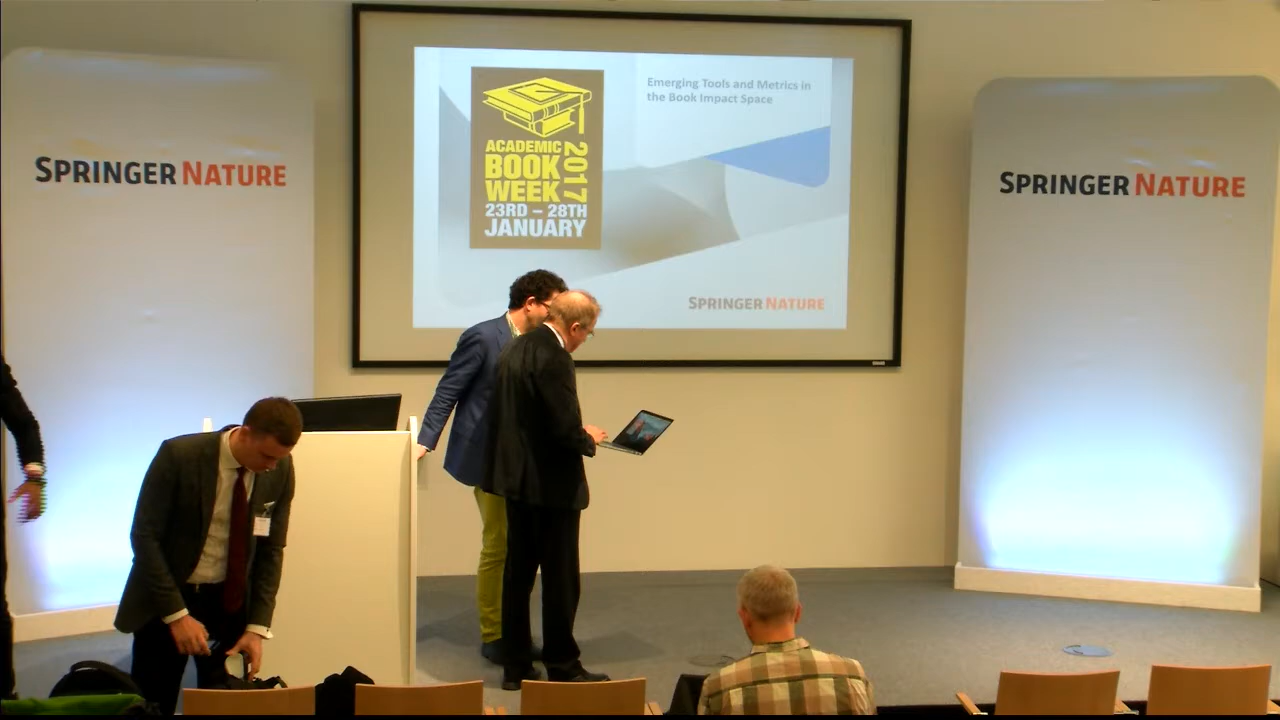 SPRINGER NATURE
ACADEMIC
BOOK
WEEK
2017
23RD – 28TH
JANUARY
Emerging Tools and Metrics in
the Book Impact Space
SPRINGER NATURE
SPRINGER NATURE